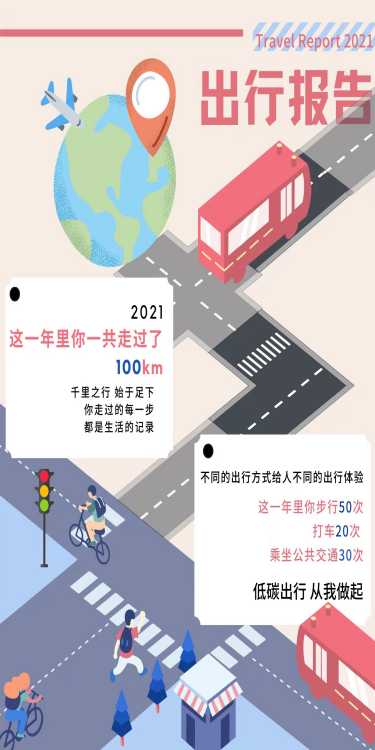 Travel Report 2021
出行报告
2021
这一年里你一共走过了
100km
千里之行 始于足下
你走过的每一步
都是生活的记录
不同的出行方式给人不同的出行体验
这一年里你步行50次
打车20次
乘坐公共交通30次
低碳出行 从我做起